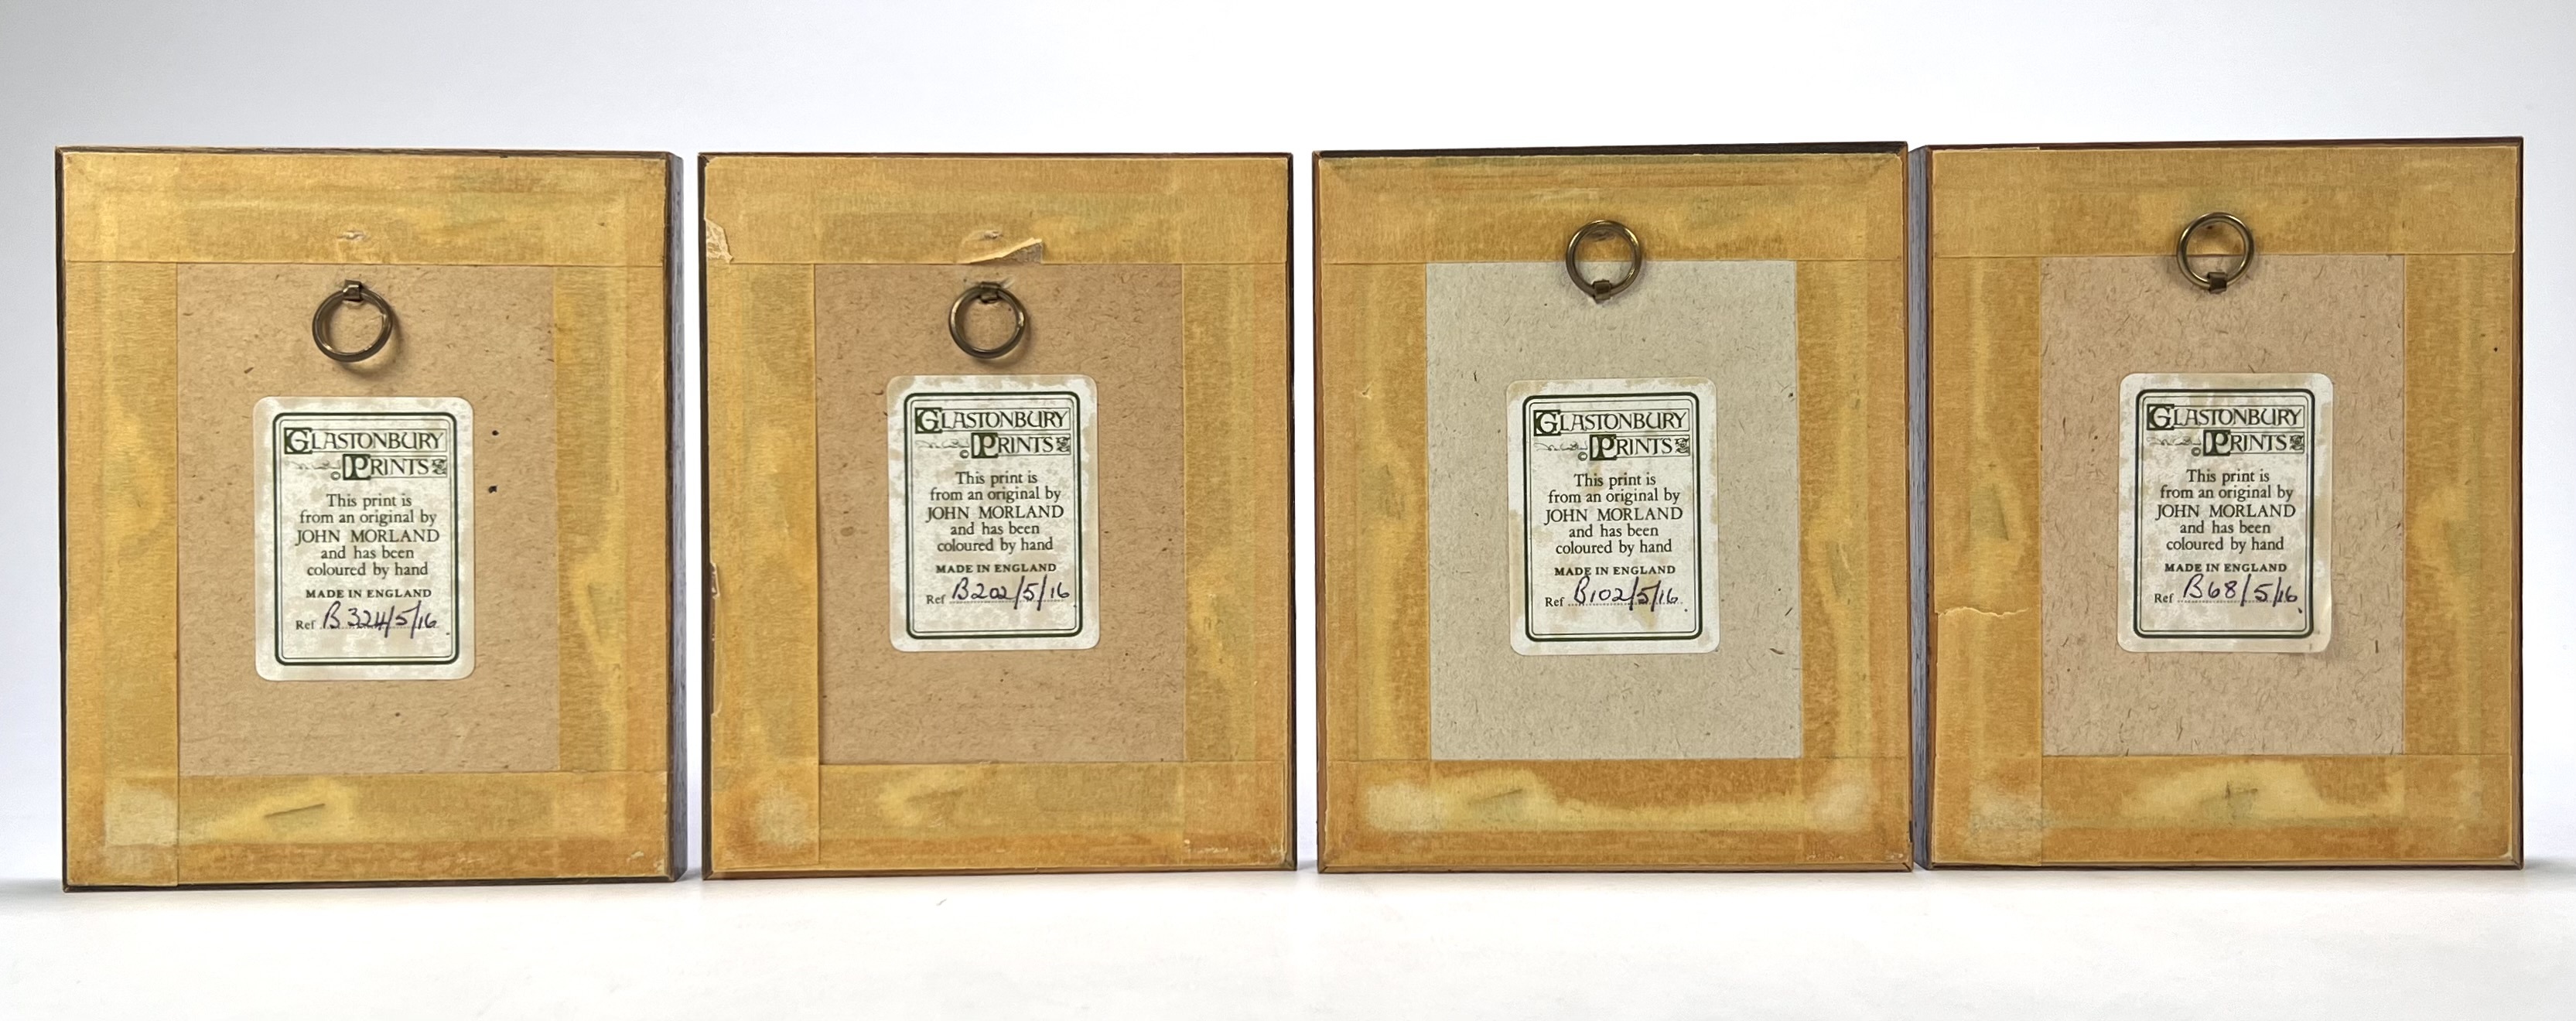 GLASTONBURY
© PRINTS
This print is
from an original by
JOHN MORLAND
and has been
coloured by hand
MADE IN ENGLAND
Ref B324/5/16
GLASTONBURY
© PRINTS
This print is
from an original by
JOHN MORLAND
and has been
coloured by hand
MADE IN ENGLAND
Ref B202/5/16
GLASTONBURY
© PRINTS
This print is
from an original by
JOHN MORLAND
and has been
coloured by hand
MADE IN ENGLAND
Ref B102/5/16
GLASTONBURY
© PRINTS
This print is
from an original by
JOHN MORLAND
and has been
coloured by hand
MADE IN ENGLAND
Ref B68/5/16